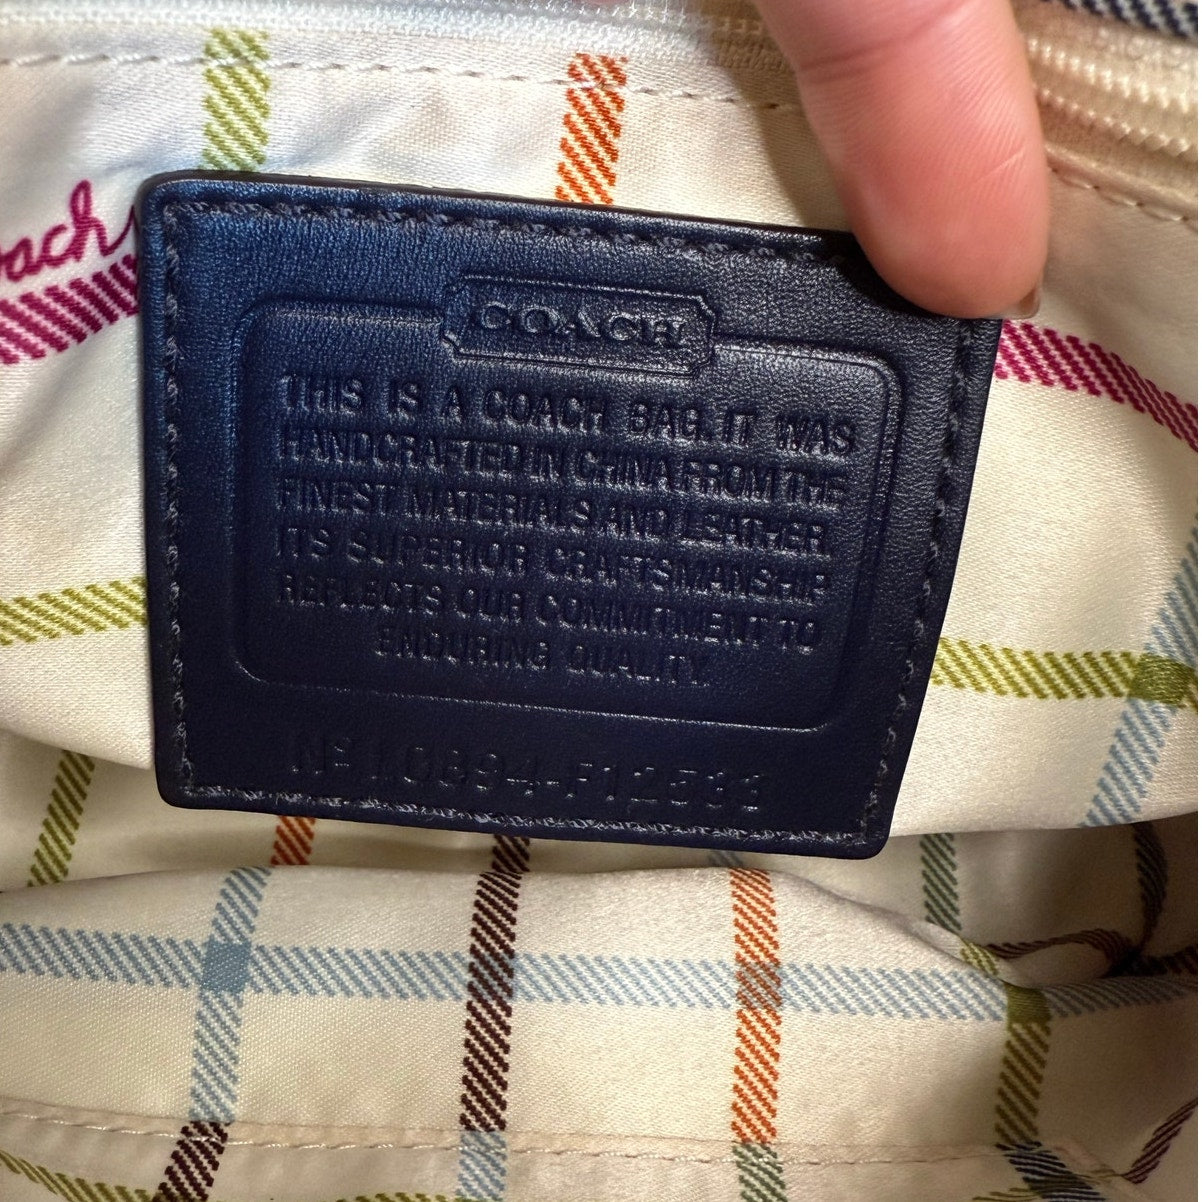 oach
COACH
THIS IS A COACH BAG. IT WAS
HANDCRAFTED IN CHINA FROM THE
FINEST MATERIALS AND LEATHER.
ITS SUPERIOR CRAFTSMANSHIP
REFLECTS OUR COMMITMENT TO
ENDURING QUALITY.